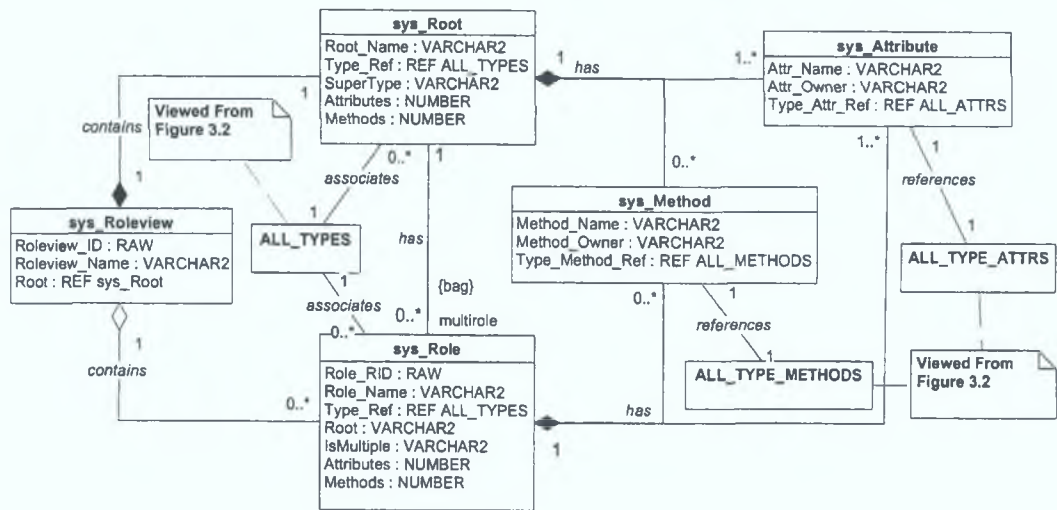 sys_Root
Root_Name : VARCHAR2
Type_Ref : REF ALL_TYPES
SuperType : VARCHAR2
Attributes : NUMBER
Methods : NUMBER
1
has
1..*
sys_Attribute
Attr_Name : VARCHAR2
Attr_Owner : VARCHAR2
Type_Attr_Ref : REF ALL_ATTRS
1
contains
1
Viewed From
Figure 3.2
0..*
1
associates
1
has
{bag}
multirole
0..*
0..*
1..*
1
references
1
sys_Roleview
Roleview_ID : RAW
Roleview_Name : VARCHAR2
Root : REF sys_Root
ALL_TYPES
1
associates
0..*
sys_Method
Method_Name : VARCHAR2
Method_Owner : VARCHAR2
Type_Method_Ref : REF ALL_METHODS
0..*
1
references
1
ALL_TYPE_ATTRS
1
contains
0..*
sys_Role
Role_RID : RAW
Role_Name : VARCHAR2
Type_Ref : REF ALL_TYPES
Root : VARCHAR2
IsMultiple : VARCHAR2
Attributes : NUMBER
Methods : NUMBER
has
1
ALL_TYPE_METHODS
Viewed From
Figure 3.2